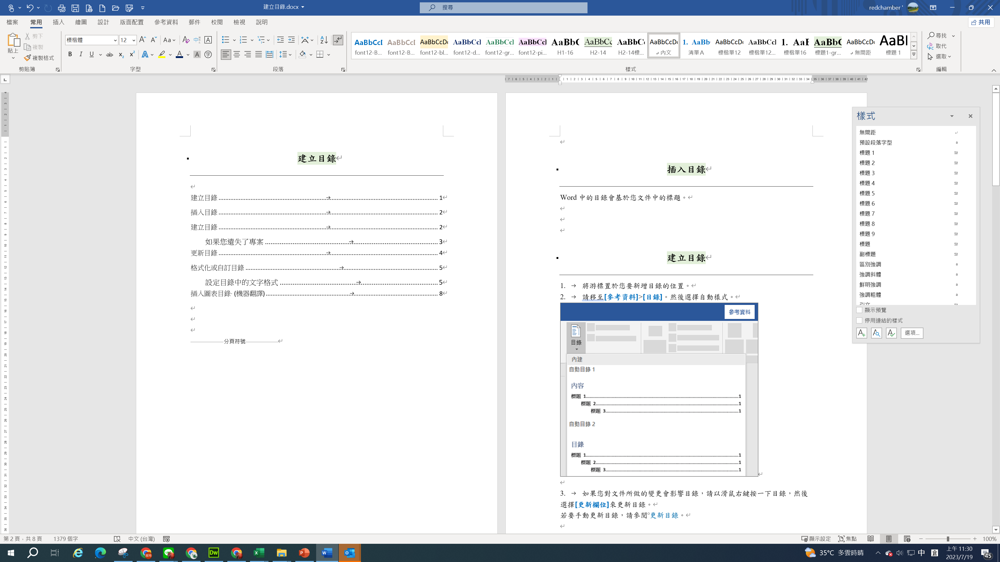 建立目錄.docx
搜尋
redchamber '
檔案 常用 插入 繪圖 設計 版面配置 參考資料 郵件 校閱 檢視 說明
共用
貼上
剪下
複製
複製格式
剪貼簿
標楷體 12
字型
段落
AaBbCcI AaBbCcI AaBbCcDc AaBbCcI AaBbCcI AaBbCcI AaBbC AaBbCc AaBbCc AaBbCcDc 1. AaBb AaBbCcDc AaBbCcI 1. AaB AaBbC AaBbCcDc AaBl
font12-B... font12-B... font12-bl... font12-d... font12-gr... font12-pi... H1-16 H2-14 H2-14標... 內文 清單A 標楷單12 標楷單12... 標楷單16 標題1-gr... 無間距 標題 1
樣式
尋找
取代
選取
編輯
建立目錄
建立目錄 1
插入目錄 2
建立目錄 2
如果您遺失了專案 3
更新目錄 4
格式化或自訂目錄 5
設定目錄中的文字格式 5
插入圖表目錄 (機器翻譯) 8
分頁符號
插入目錄
Word 中的目錄會基於您文件中的標題。
建立目錄
1. 將游標置於您要新增目錄的位置。
2. 請移至[參考資料]>[目錄]。然後選擇自動樣式。
參考資料
目錄
內建
自動目錄 1
內容
標題 1 1
標題 2 1
標題 3 1
自動目錄 2
目錄
標題 1 1
標題 2 1
標題 3 1
3. 如果您對文件所做的變更會影響目錄，請以滑鼠右鍵按一下目錄，然後
選擇[更新欄位]來更新目錄。
若要手動更新目錄，請參閱 更新目錄。
樣式
無間距
預設段落字型 a
標題 1
標題 2
標題 3
標題 4
標題 5
標題 6
標題 7
標題 8
標題 9
標題
副標題
區別強調 a
強調斜體 a
鮮明強調 a
強調粗體 a
引文
顯示預覽
停用連結的樣式
選項...
第 2 頁，共 8 頁 1379 個字 中文 (台灣)
顯示設定 焦點 100%
35°C 多雲時晴
中 倉
上午 11:30
2023/7/19
45